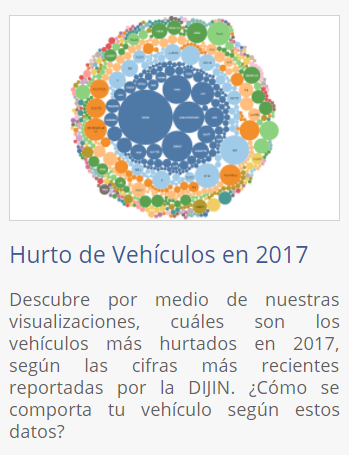 Hurto de Vehículos en 2017
Descubre por medio de nuestras
visualizaciones, cuáles son los
vehículos más hurtados en 2017,
según las cifras más recientes
reportadas por la DIJIN. ¿Cómo se
comporta tu vehículo según estos
datos?